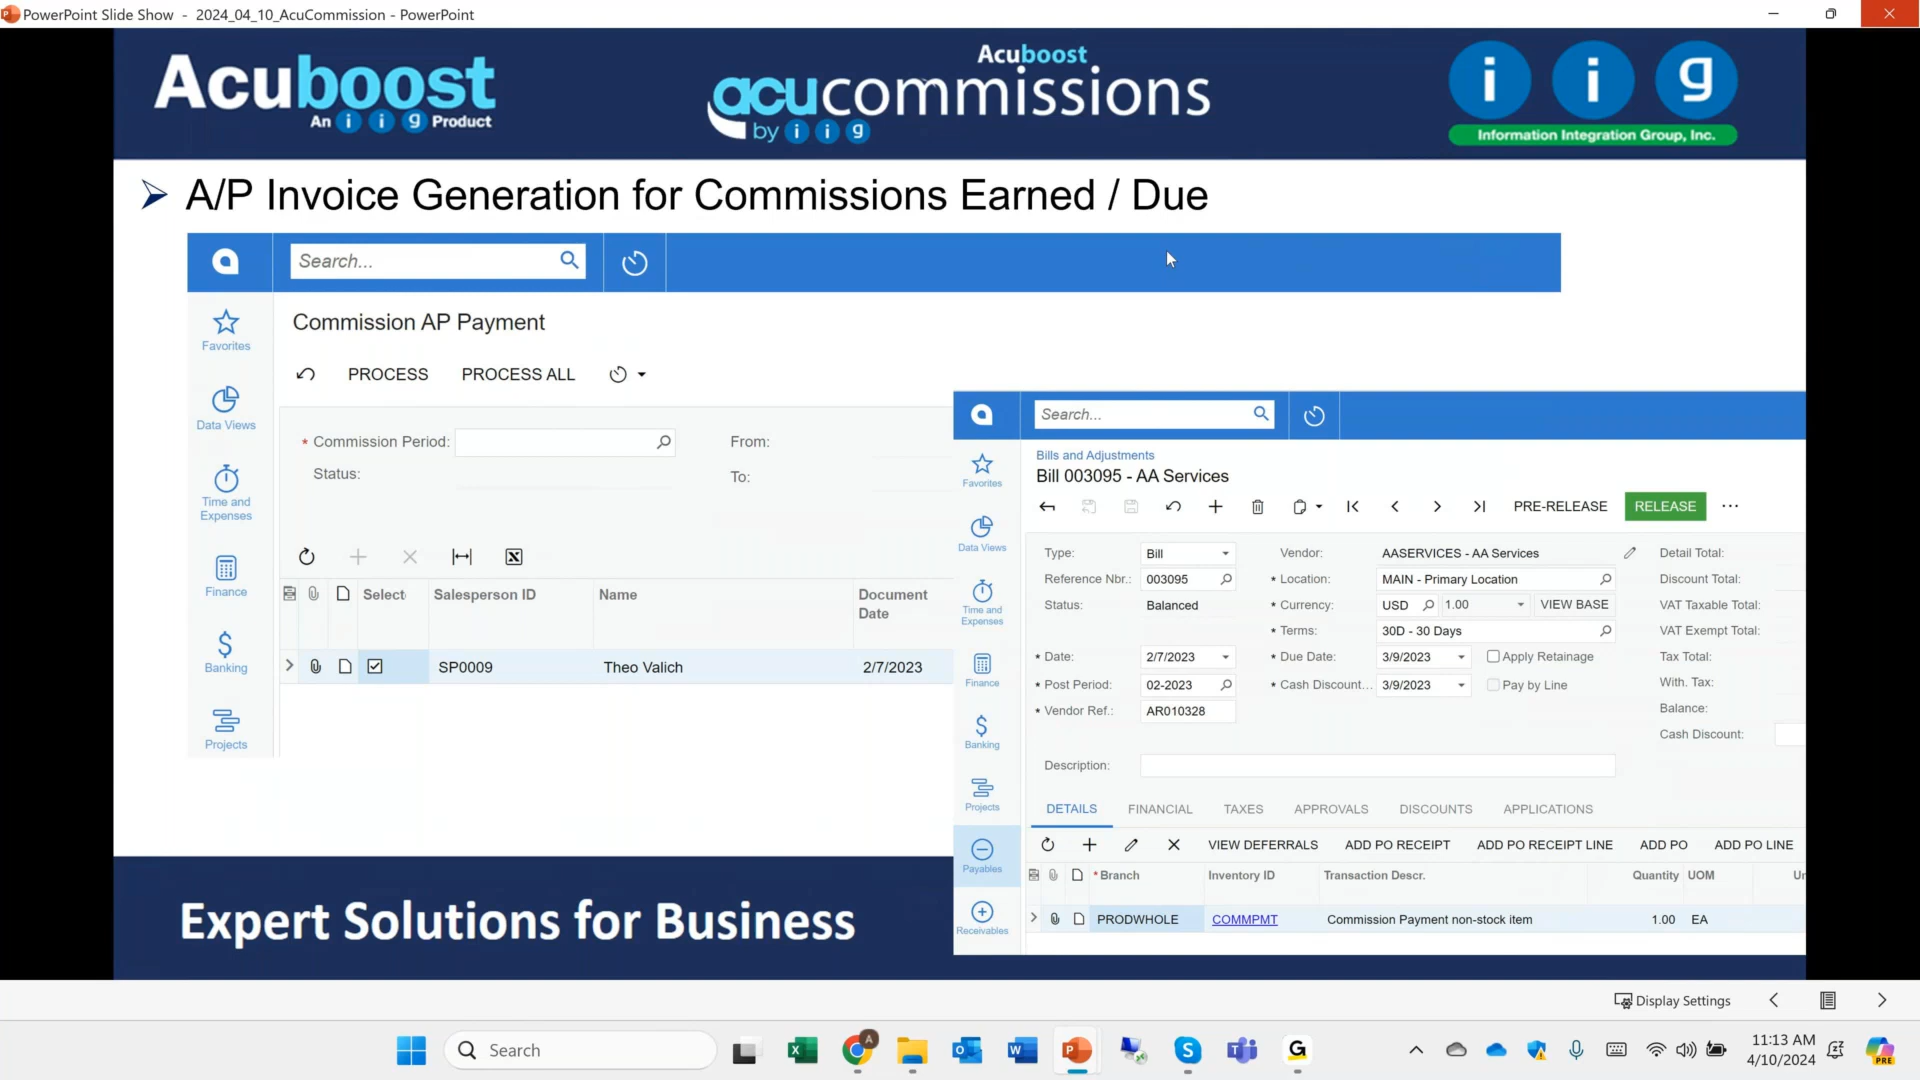 PowerPoint Slide Show - 2024_04_10_AcuCommission - PowerPoint
Acuboost
An i i g Product
Acuboost
acucommissions
by i i g
i i g
Information Integration Group, Inc.
A/P Invoice Generation for Commissions Earned / Due
Search...
Favorites
Data Views
Time and
Expenses
Finance
Banking
Projects
Commission AP Payment
PROCESS PROCESS ALL
* Commission Period: From:
Status: To:
Select Salesperson ID Name Document
Date
SP0009 Theo Valich 2/7/2023
Search...
Favorites
Data Views
Time and
Expenses
Finance
Banking
Projects
Payables
Receivables
Bills and Adjustments
Bill 003095 - AA Services
PRE-RELEASE RELEASE ...
Type: Bill Vendor: AASERVICES - AA Services Detail Total:
Reference Nbr.: 003095 * Location: MAIN - Primary Location Discount Total:
Status: Balanced * Currency: USD 1.00 VIEW BASE VAT Taxable Total:
* Terms: 30D - 30 Days VAT Exempt Total:
* Date: 2/7/2023 * Due Date: 3/9/2023 Apply Retainage Tax Total:
* Post Period: 02-2023 * Cash Discount... 3/9/2023 Pay by Line With. Tax:
* Vendor Ref.: AR010328 Balance:
Cash Discount:
Description:
DETAILS FINANCIAL TAXES APPROVALS DISCOUNTS APPLICATIONS
VIEW DEFERRALS ADD PO RECEIPT ADD PO RECEIPT LINE ADD PO ADD PO LINE
* Branch Inventory ID Transaction Descr. Quantity UOM Un
PRODWHOLE COMMPMT Commission Payment non-stock item 1.00 EA
Expert Solutions for Business
Display Settings
Search
11:13 AM
4/10/2024